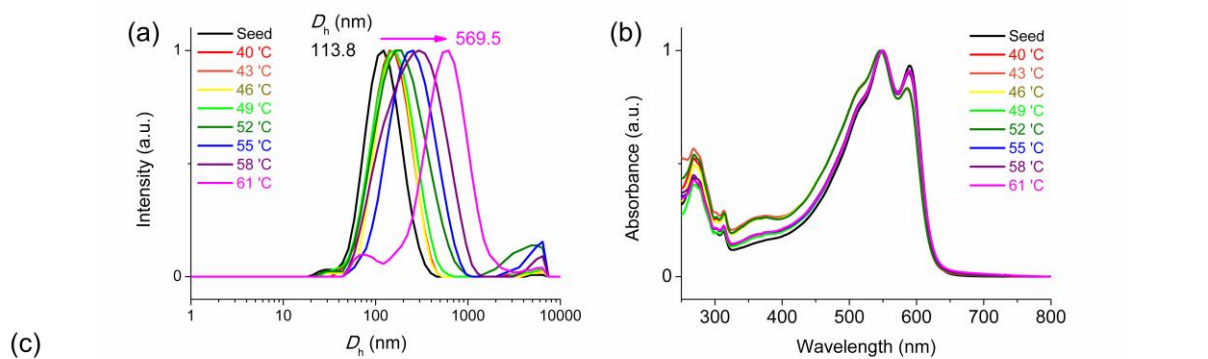 (a)
D_h (nm)
113.8
569.5
Seed
40 'C
43 'C
46 'C
49 'C
52 'C
55 'C
58 'C
61 'C
Intensity (a.u.)
1
0
1
10
100
1000
10000
D_h (nm)
(b)
Seed
40 'C
43 'C
46 'C
49 'C
52 'C
55 'C
58 'C
61 'C
Absorbance (a.u.)
1
0
300
400
500
600
700
800
Wavelength (nm)
(c)